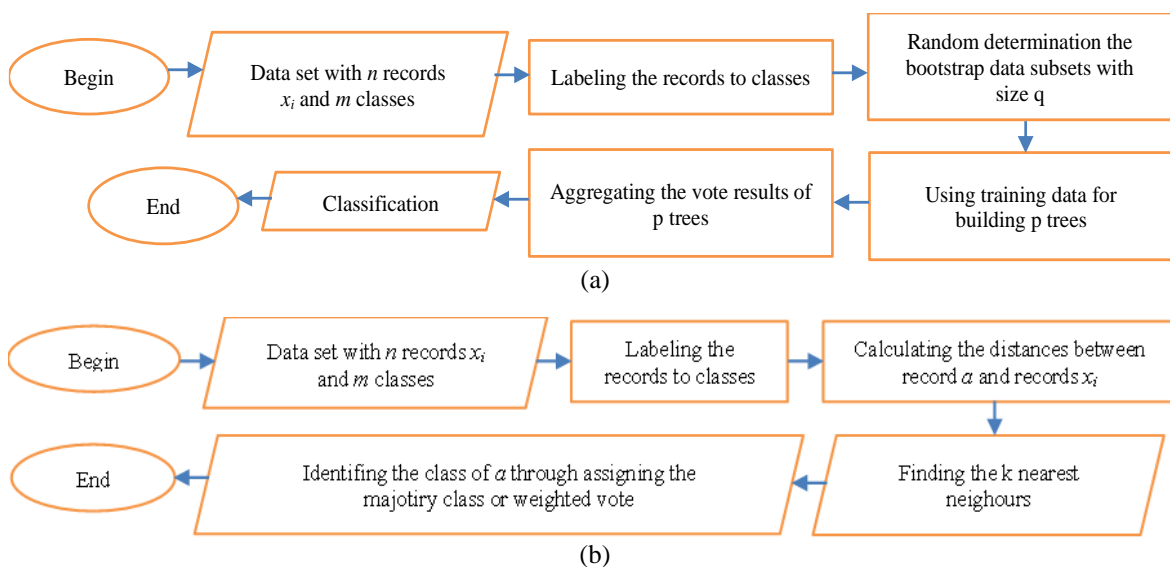 Begin
Data set with n records
xi and m classes
Labeling the records to classes
Random determination the
bootstrap data subsets with
size q
Using training data for
building p trees
Aggregating the vote results of
p trees
Classification
End
(a)
Begin
Data set with n records xi
and m classes
Labeling the
records to classes
Calculating the distances between
record a and records xi
Finding the k nearest
neighours
Identifing the class of a through assigning the
majotiry class or weighted vote
End
(b)